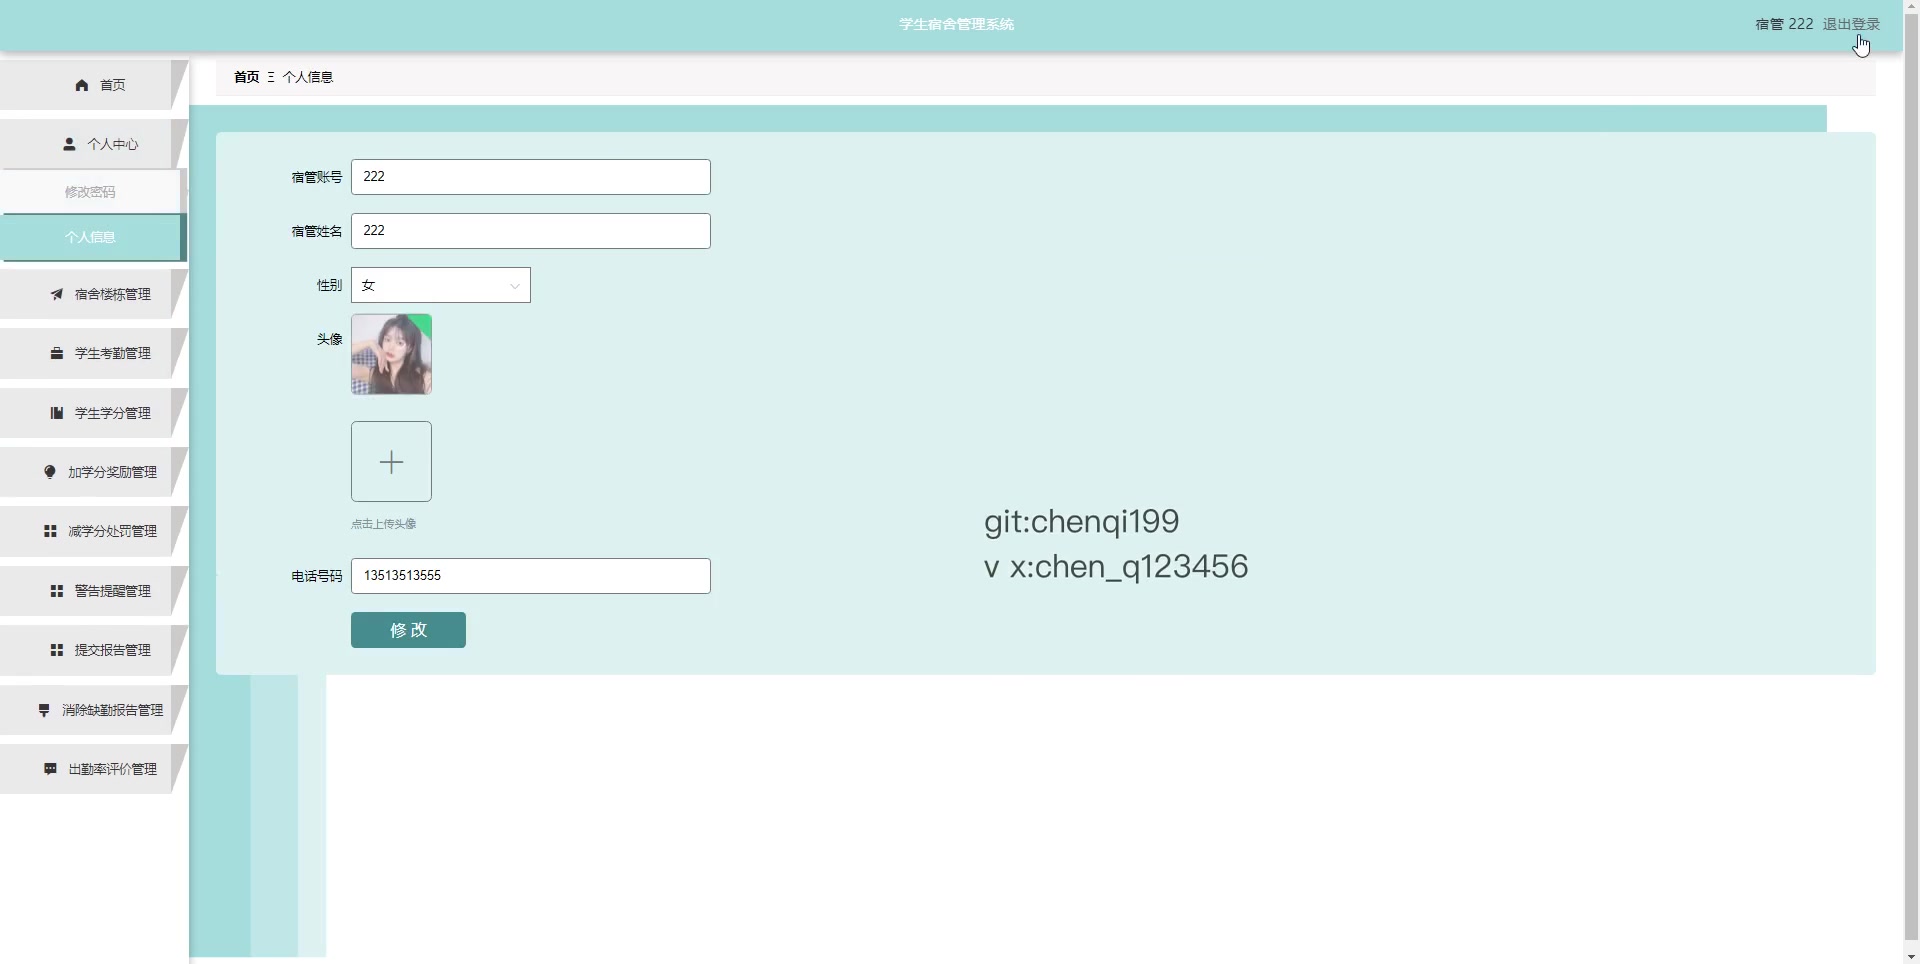 学生宿舍管理系统
宿管 222 退出登录
首页
个人中心
修改密码
个人信息
宿舍楼栋管理
学生考勤管理
学生学分管理
加学分奖励管理
减学分处罚管理
警告提醒管理
提交报告管理
消除缺勤报告管理
出勤率评价管理
首页 Ξ 个人信息
宿管账号 222
宿管姓名 222
性别 女
头像
点击上传头像
电话号码 13513513555
修改
git:chenqi199
v x:chen_q123456